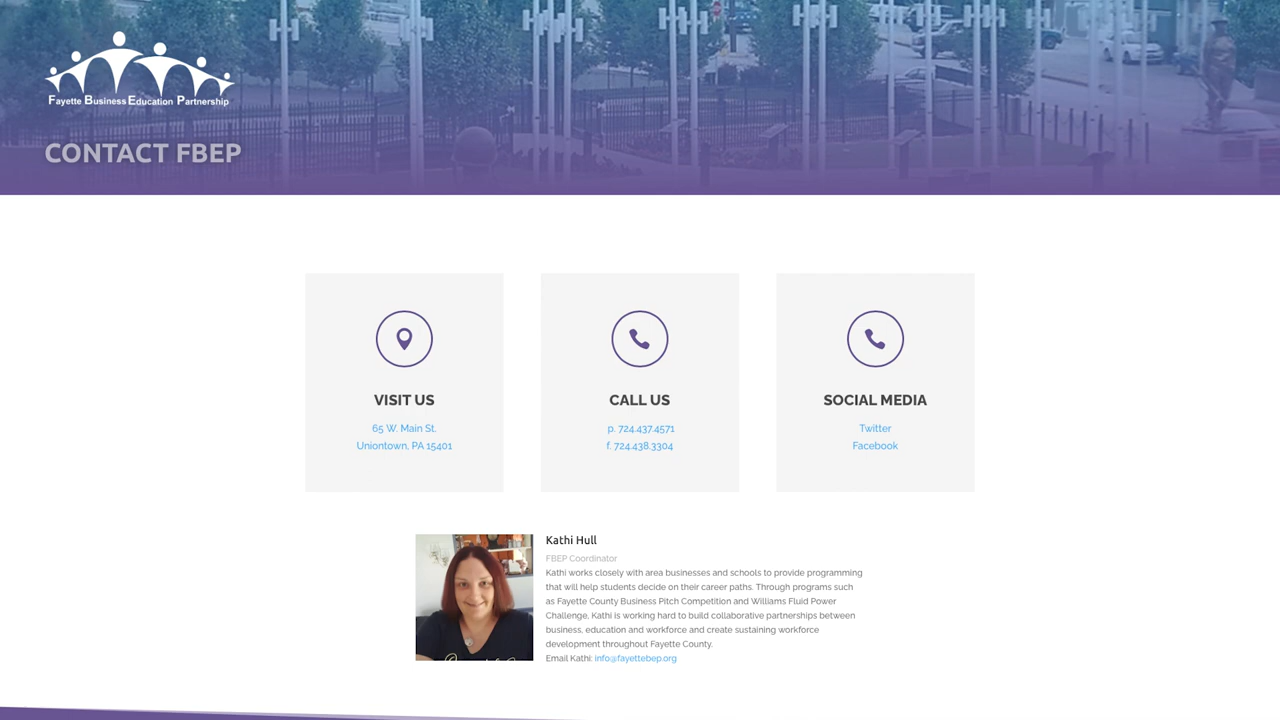 Fayette Business Education Partnership
CONTACT FBEP
VISIT US
65 W. Main St.
Uniontown, PA 15401
CALL US
p. 724.437.4571
f. 724.438.3304
SOCIAL MEDIA
Twitter
Facebook
Kathi Hull
FBEP Coordinator
Kathi works closely with area businesses and schools to provide programming
that will help students decide on their career paths. Through programs such
as Fayette County Business Pitch Competition and Williams Fluid Power
Challenge, Kathi is working hard to build collaborative partnerships between
business, education and workforce and create sustaining workforce
development throughout Fayette County.
Email Kathi: info@fayettebep.org